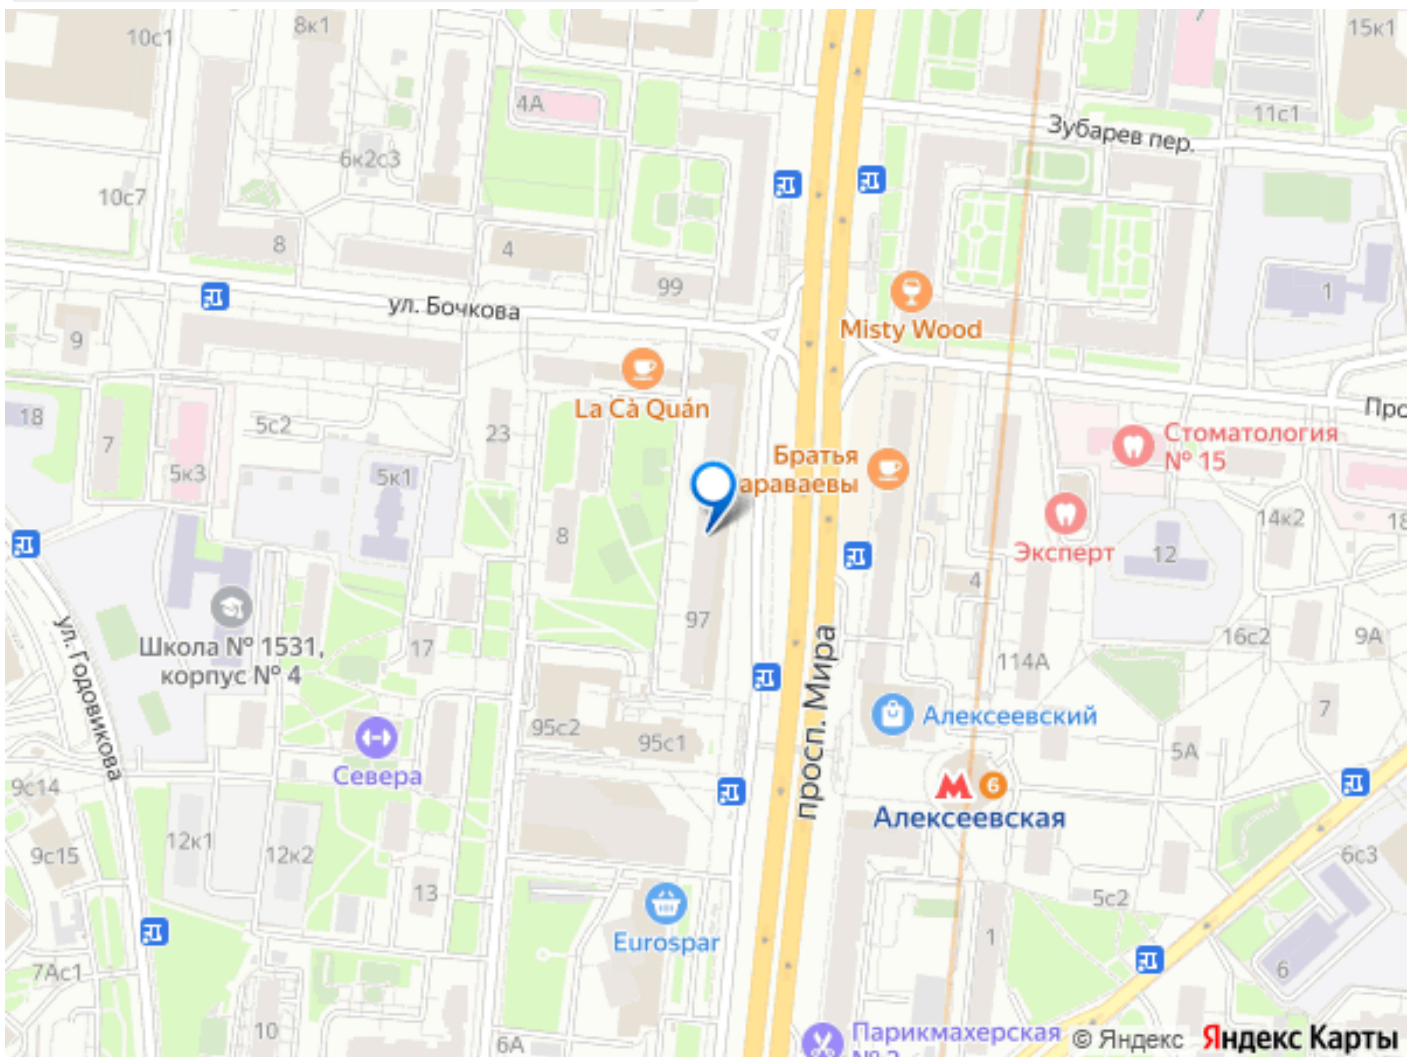 10с1
8к1
7
15к1
4А
11с1
Зубарев пер.
6к2с3
10с7
8
4
99
1
ул. Бочкова
Misty Wood
9
La Cà Quán
18
7
5с2
23
Про
Стоматология
№ 15
Братья
араваевы
5к3
5к1
8
Эксперт
14к2
18
12
4
97
Школа № 1531,
корпус № 4
17
16с2
9А
114А
ул. Годовикова
просп. Мира
7
Алексеевский
95с2
95с1
5А
Севера
9с14
6
Алексеевская
12к1
12к2
9с15
6с3
13
5с2
Eurospar
1
7Ас1
6
10
6А
Парикмахерская
№ 2
© Яндекс
Яндекс Карты